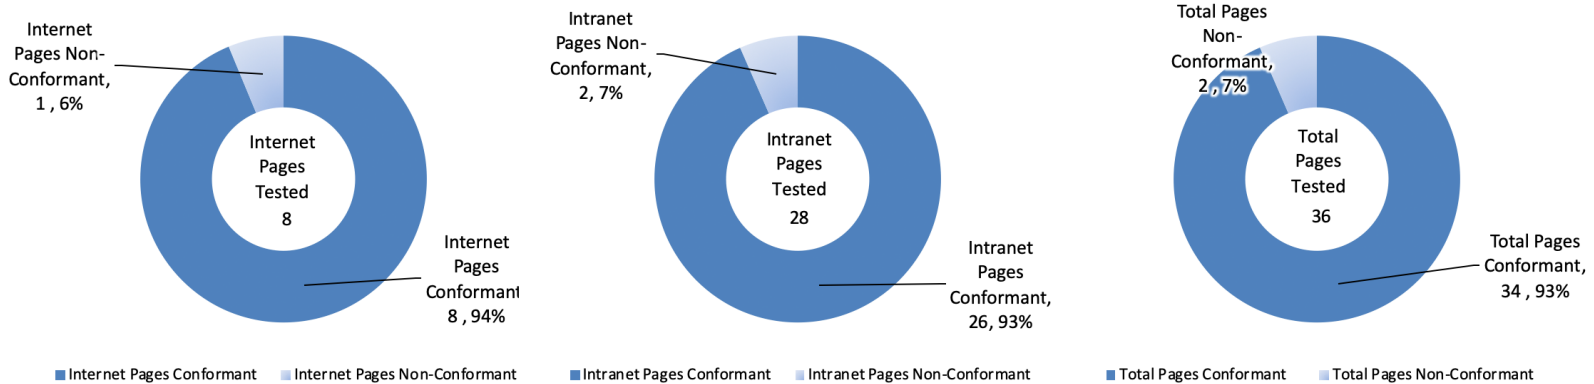 Internet
Pages Non-
Conformant,
1 , 6%
Internet
Pages
Tested
8
Internet
Pages
Conformant
8 , 94%
Internet Pages Conformant
Internet Pages Non-Conformant
Intranet
Pages Non-
Conformant,
2, 7%
Intranet
Pages
Tested
28
Intranet
Pages
Conformant,
26, 93%
Intranet Pages Conformant
Intranet Pages Non-Conformant
Total Pages
Non-
Conformant,
2 , 7%
Total
Pages
Tested
36
Total Pages
Conformant,
34 , 93%
Total Pages Conformant
Total Pages Non-Conformant